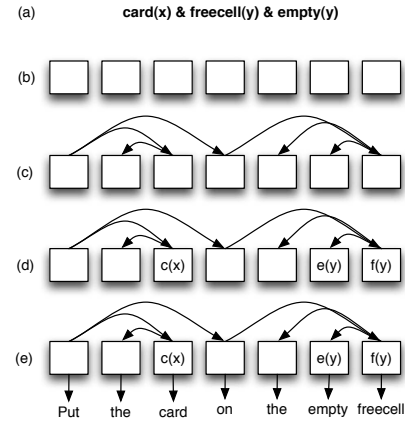 (a) card(x) & freecell(y) & empty(y)
(b)
(c)
(d) c(x) e(y) f(y)
(e) c(x) e(y) f(y)
Put the card on the empty freecell